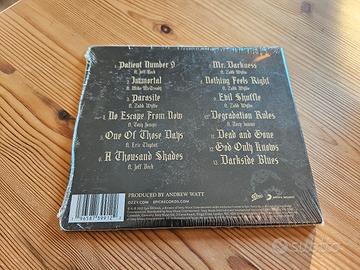 Patient Number 9
ft. Jeff Beck
Immortal
ft. Mike McCready
Parasite
ft. Zakk Wylde
No Escape From Now
ft. Tony Iommi
One Of Those Days
ft. Eric Clapton
A Thousand Shades
ft. Jeff Beck
Mr. Darkness
ft. Zakk Wylde
Nothing Feels Right
ft. Zakk Wylde
Evil Shuffle
ft. Zakk Wylde
Degradation Rules
ft. Tony Iommi
Dead and Gone
God Only Knows
Darkside Blues
PRODUCED BY ANDREW WATT
OZZY.COM EPICRECORDS.COM
epic
subito